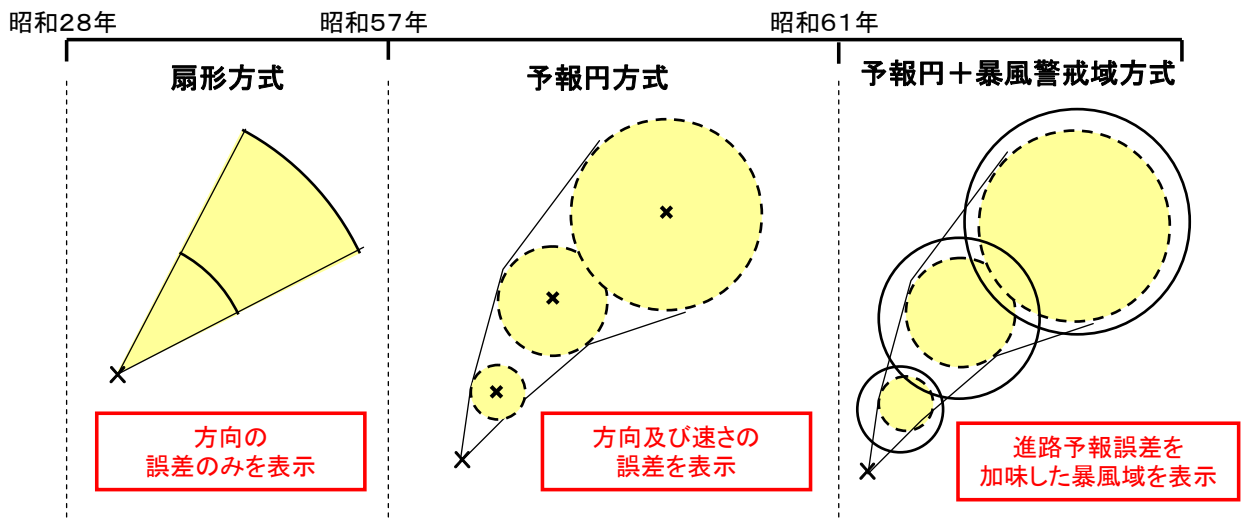 昭和28年
昭和57年
昭和61年
扇形方式
予報円方式
予報円＋暴風警戒域方式
方向の
誤差のみを表示
方向及び速さの
誤差を表示
進路予報誤差を
加味した暴風域を表示